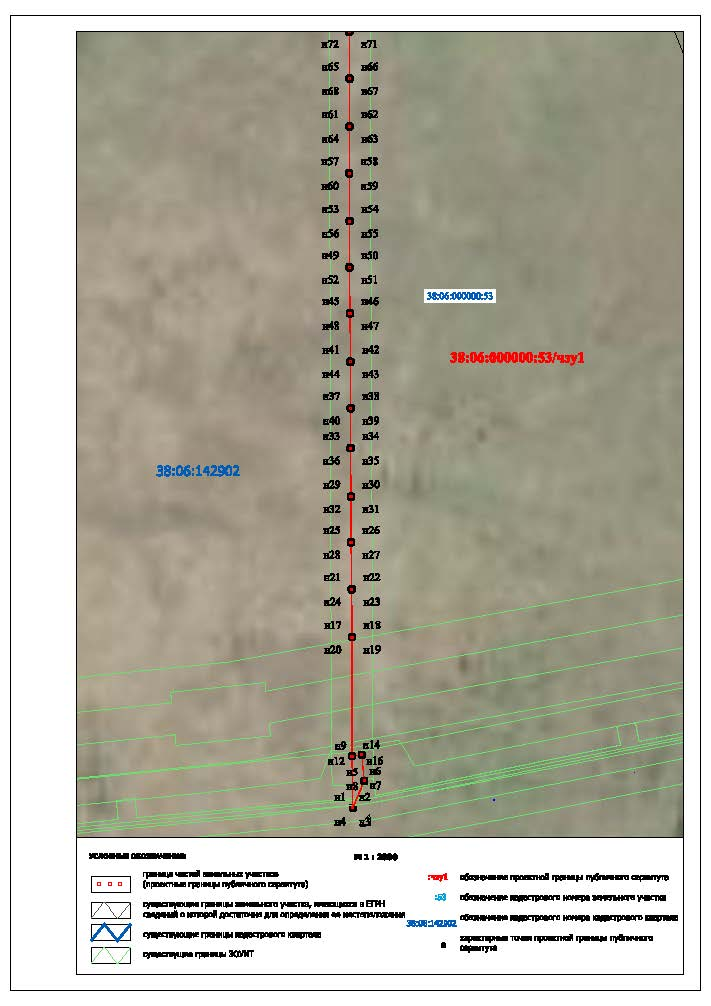 н72 н71
н65 н66
н68 н67
н61 н62
н64 н63
н57 н58
н60 н59
н53 н54
н56 н55
н49 н50
н52 н51
38:06:000000:53
н45 н46
н48 н47
н41 н42
38:06:000000:53/чзу1
н44 н43
н37 н38
н40 н39
н33 н34
н36 н35
38:06:142902
н29 н30
н32 н31
н25 н26
н28 н27
н21 н22
н24 н23
н17 н18
н20 н19
н9 н14
н12 н16
н5 н6
н8 н7
н1 н2
н4 н3
Условные обозначения:
М 1 : 2000
границы частей земельных участков
(проектные границы публичного сервитута)
существующие границы земельного участка, имеющиеся в ЕГРН
сведения о которой достаточны для определения ее местоположения
существующие границы кадастрового квартала
существующие границы ЗОУИТ
:чзу1 обозначение проектной границы публичного сервитута
:53 обозначение кадастрового номера земельного участка
38:06:142902 обозначение кадастрового номера кадастрового квартала
н характерные точки проектной границы публичного
сервитута